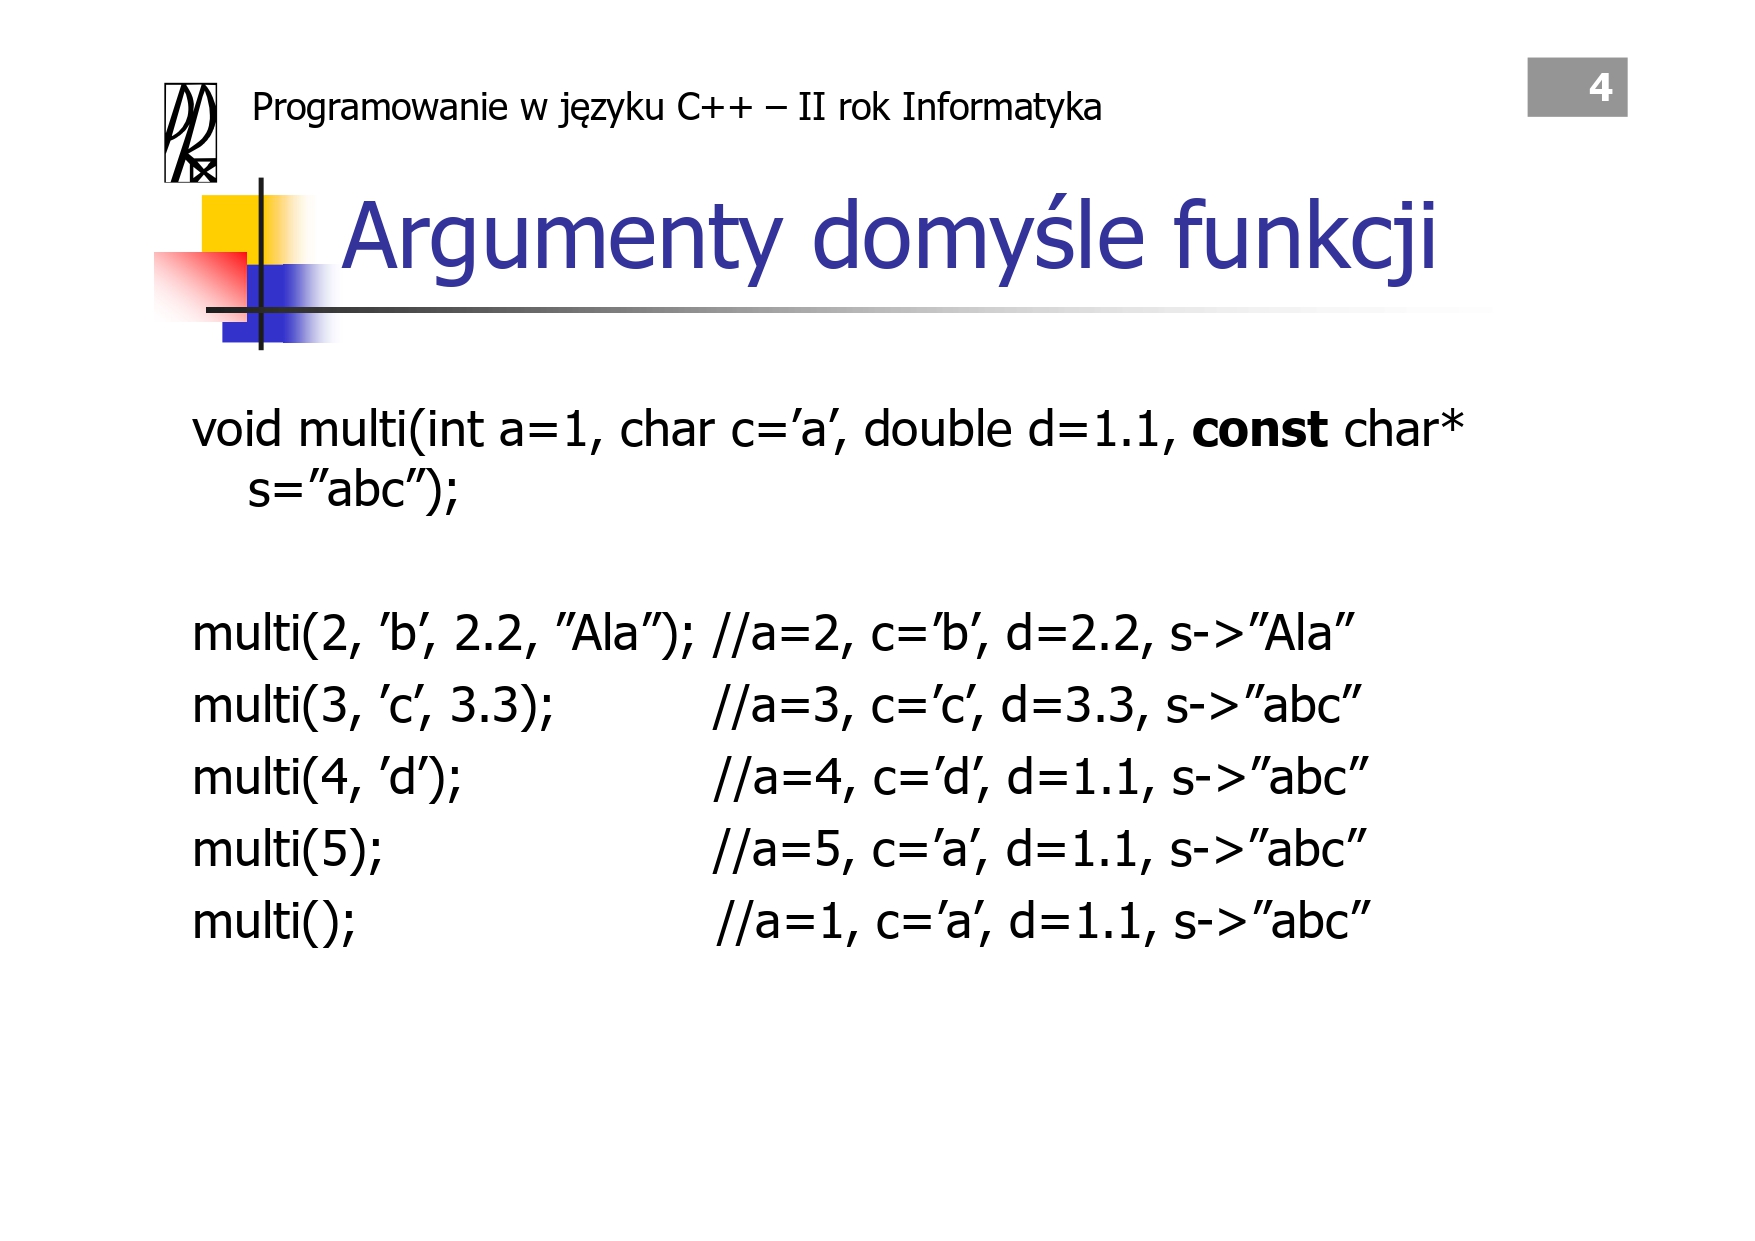 Programowanie w języku C++ – II rok Informatyka
4
Argumenty domyśle funkcji
void multi(int a=1, char c=’a’, double d=1.1, const char*
s=”abc”);
multi(2, ’b’, 2.2, ”Ala”); //a=2, c=’b’, d=2.2, s->”Ala”
multi(3, ’c’, 3.3); //a=3, c=’c’, d=3.3, s->”abc”
multi(4, ’d’); //a=4, c=’d’, d=1.1, s->”abc”
multi(5); //a=5, c=’a’, d=1.1, s->”abc”
multi(); //a=1, c=’a’, d=1.1, s->”abc”